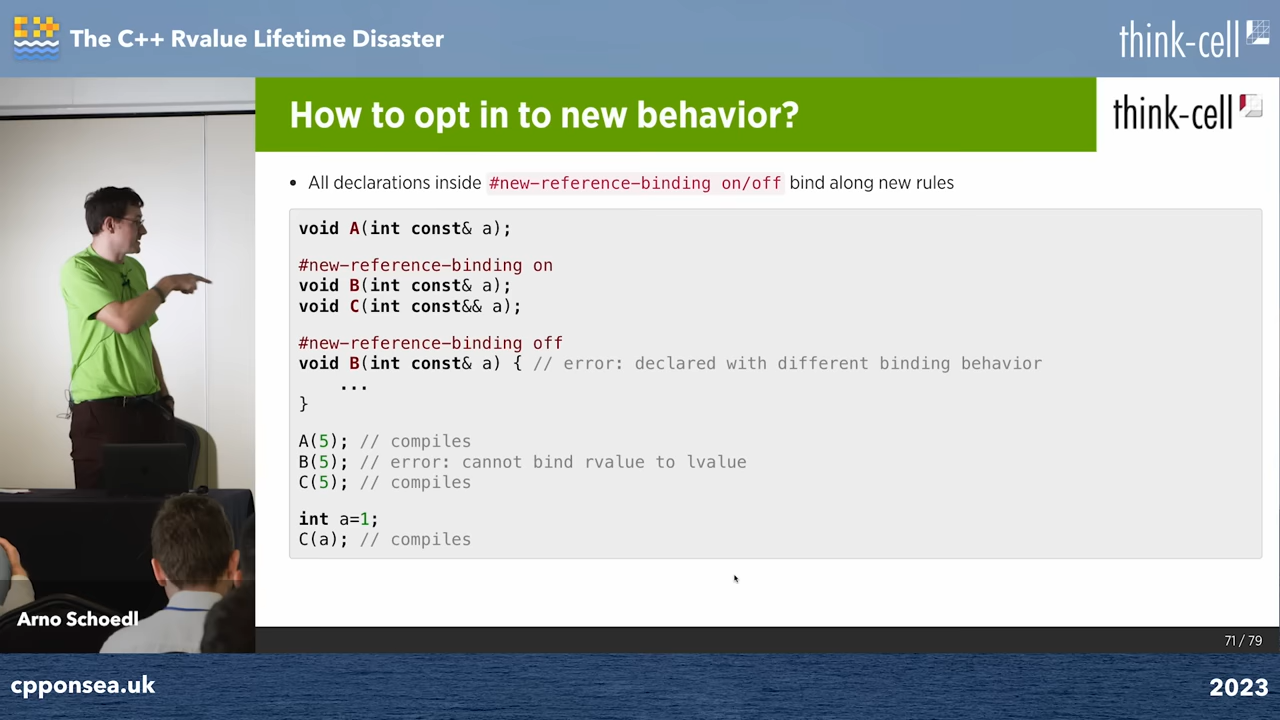 The C++ Rvalue Lifetime Disaster
think-cell
How to opt in to new behavior?
think-cell
• All declarations inside #new-reference-binding on/off bind along new rules
void A(int const& a);
#new-reference-binding on
void B(int const& a);
void C(int const&& a);
#new-reference-binding off
void B(int const& a) { // error: declared with different binding behavior
...
}
A(5); // compiles
B(5); // error: cannot bind rvalue to lvalue
C(5); // compiles
int a=1;
C(a); // compiles
Arno Schoedl
71 / 79
cpponsea.uk
2023